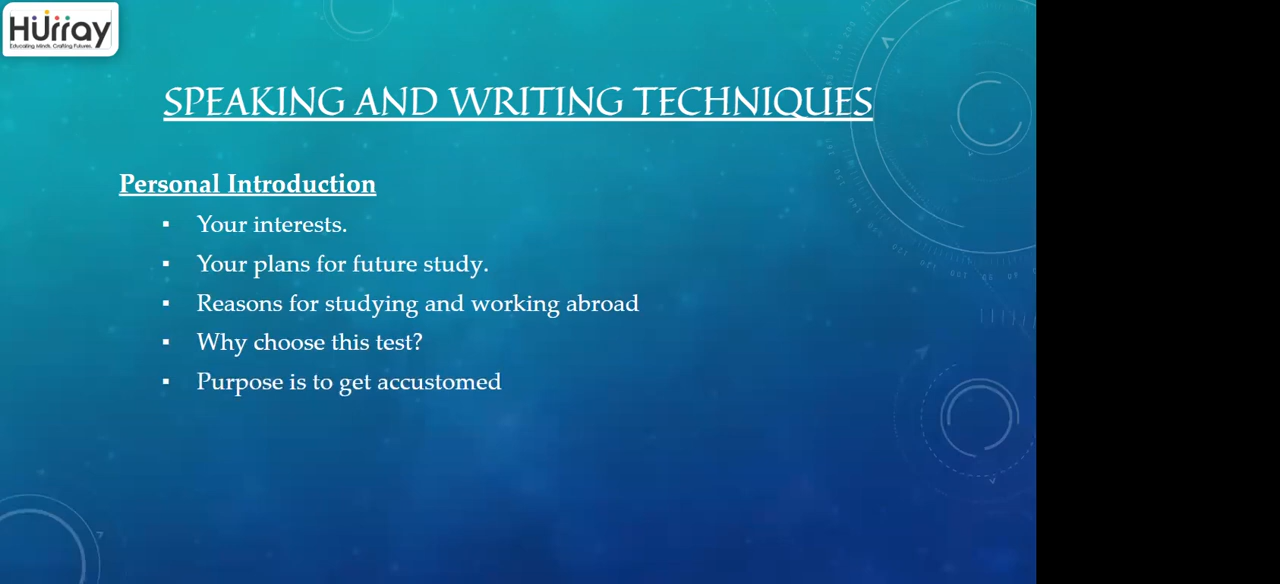 Hurray
Educating Minds. Crafting Futures.
SPEAKING AND WRITING TECHNIQUES
Personal Introduction
▪ Your interests.
▪ Your plans for future study.
▪ Reasons for studying and working abroad
▪ Why choose this test?
▪ Purpose is to get accustomed